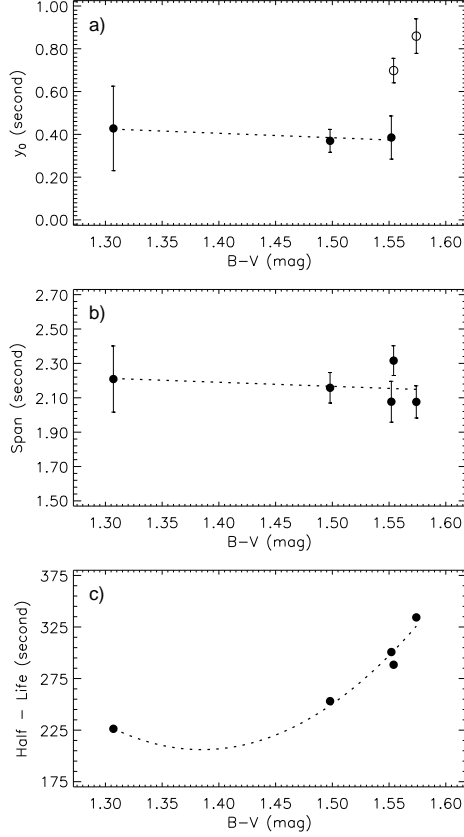 a)
y₀ (second)
1.00
0.80
0.60
0.40
0.20
0.00
1.30 1.35 1.40 1.45 1.50 1.55 1.60
B−V (mag)
b)
Span (second)
2.70
2.50
2.30
2.10
1.90
1.70
1.50
1.30 1.35 1.40 1.45 1.50 1.55 1.60
B−V (mag)
c)
Half − Life (second)
375
325
275
225
175
1.30 1.35 1.40 1.45 1.50 1.55 1.60
B−V (mag)